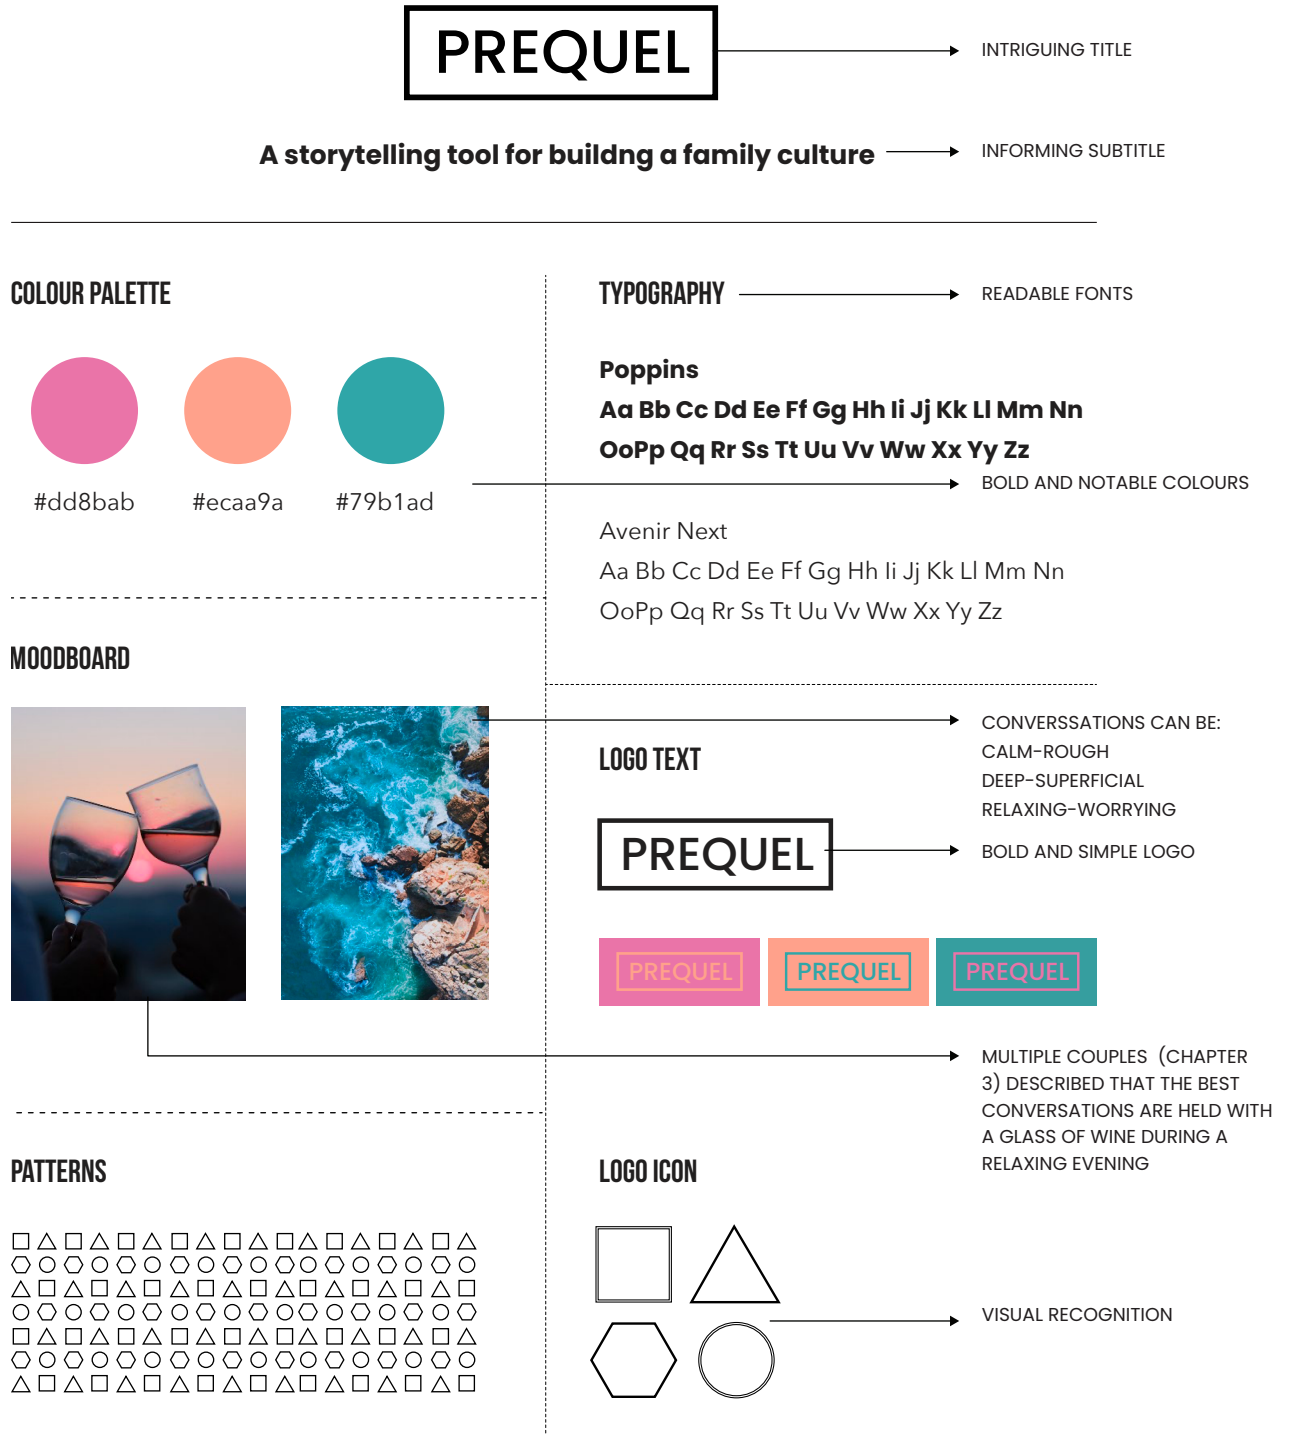 PREQUEL
INTRIGUING TITLE
A storytelling tool for buildng a family culture
INFORMING SUBTITLE
COLOUR PALETTE
#dd8bab
#ecaa9a
#79b1ad
TYPOGRAPHY
READABLE FONTS
Poppins
Aa Bb Cc Dd Ee Ff Gg Hh Ii Jj Kk Ll Mm Nn
OoPp Qq Rr Ss Tt Uu Vv Ww Xx Yy Zz
BOLD AND NOTABLE COLOURS
Avenir Next
Aa Bb Cc Dd Ee Ff Gg Hh Ii Jj Kk Ll Mm Nn
OoPp Qq Rr Ss Tt Uu Vv Ww Xx Yy Zz
MOODBOARD
CONVERSSATIONS CAN BE:
CALM-ROUGH
DEEP-SUPERFICIAL
RELAXING-WORRYING
LOGO TEXT
PREQUEL
BOLD AND SIMPLE LOGO
PREQUEL
PREQUEL
PREQUEL
MULTIPLE COUPLES (CHAPTER
3) DESCRIBED THAT THE BEST
CONVERSATIONS ARE HELD WITH
A GLASS OF WINE DURING A
RELAXING EVENING
PATTERNS
LOGO ICON
VISUAL RECOGNITION